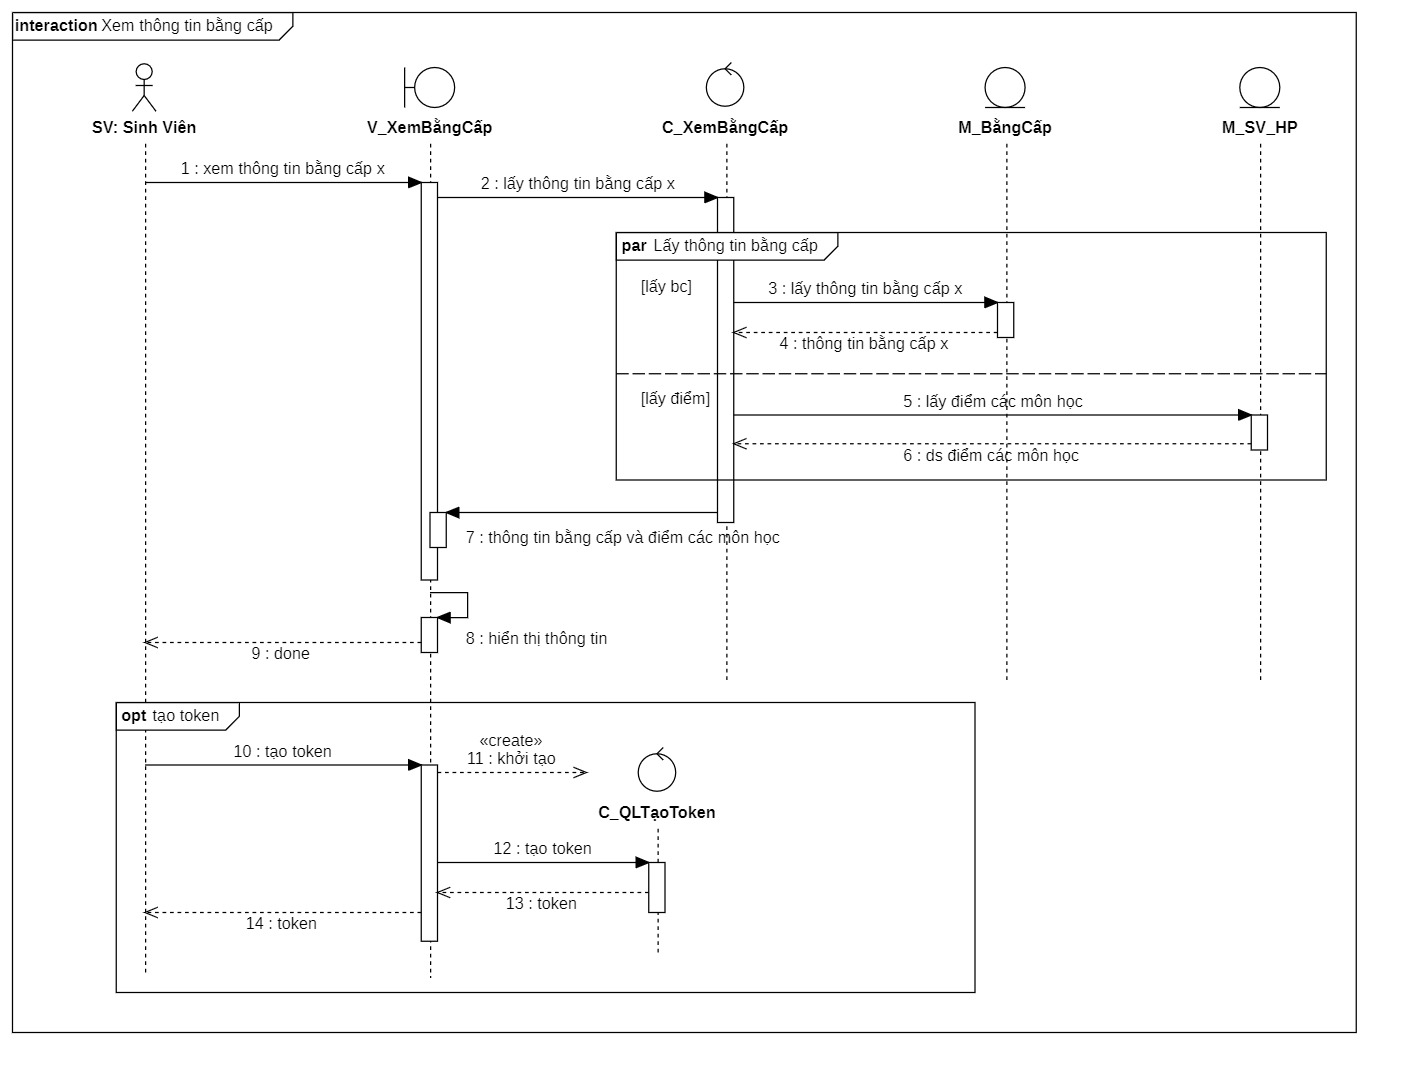 interaction Xem thông tin bằng cấp
SV: Sinh Viên
V_XemBằngCấp
C_XemBằngCấp
M_BằngCấp
M_SV_HP
1 : xem thông tin bằng cấp x
2 : lấy thông tin bằng cấp x
par Lấy thông tin bằng cấp
[lấy bc]
3 : lấy thông tin bằng cấp x
4 : thông tin bằng cấp x
[lấy điểm]
5 : lấy điểm các môn học
6 : ds điểm các môn học
7 : thông tin bằng cấp và điểm các môn học
8 : hiển thị thông tin
9 : done
opt tạo token
10 : tạo token
«create»
11 : khởi tạo
C_QLTạoToken
12 : tạo token
13 : token
14 : token